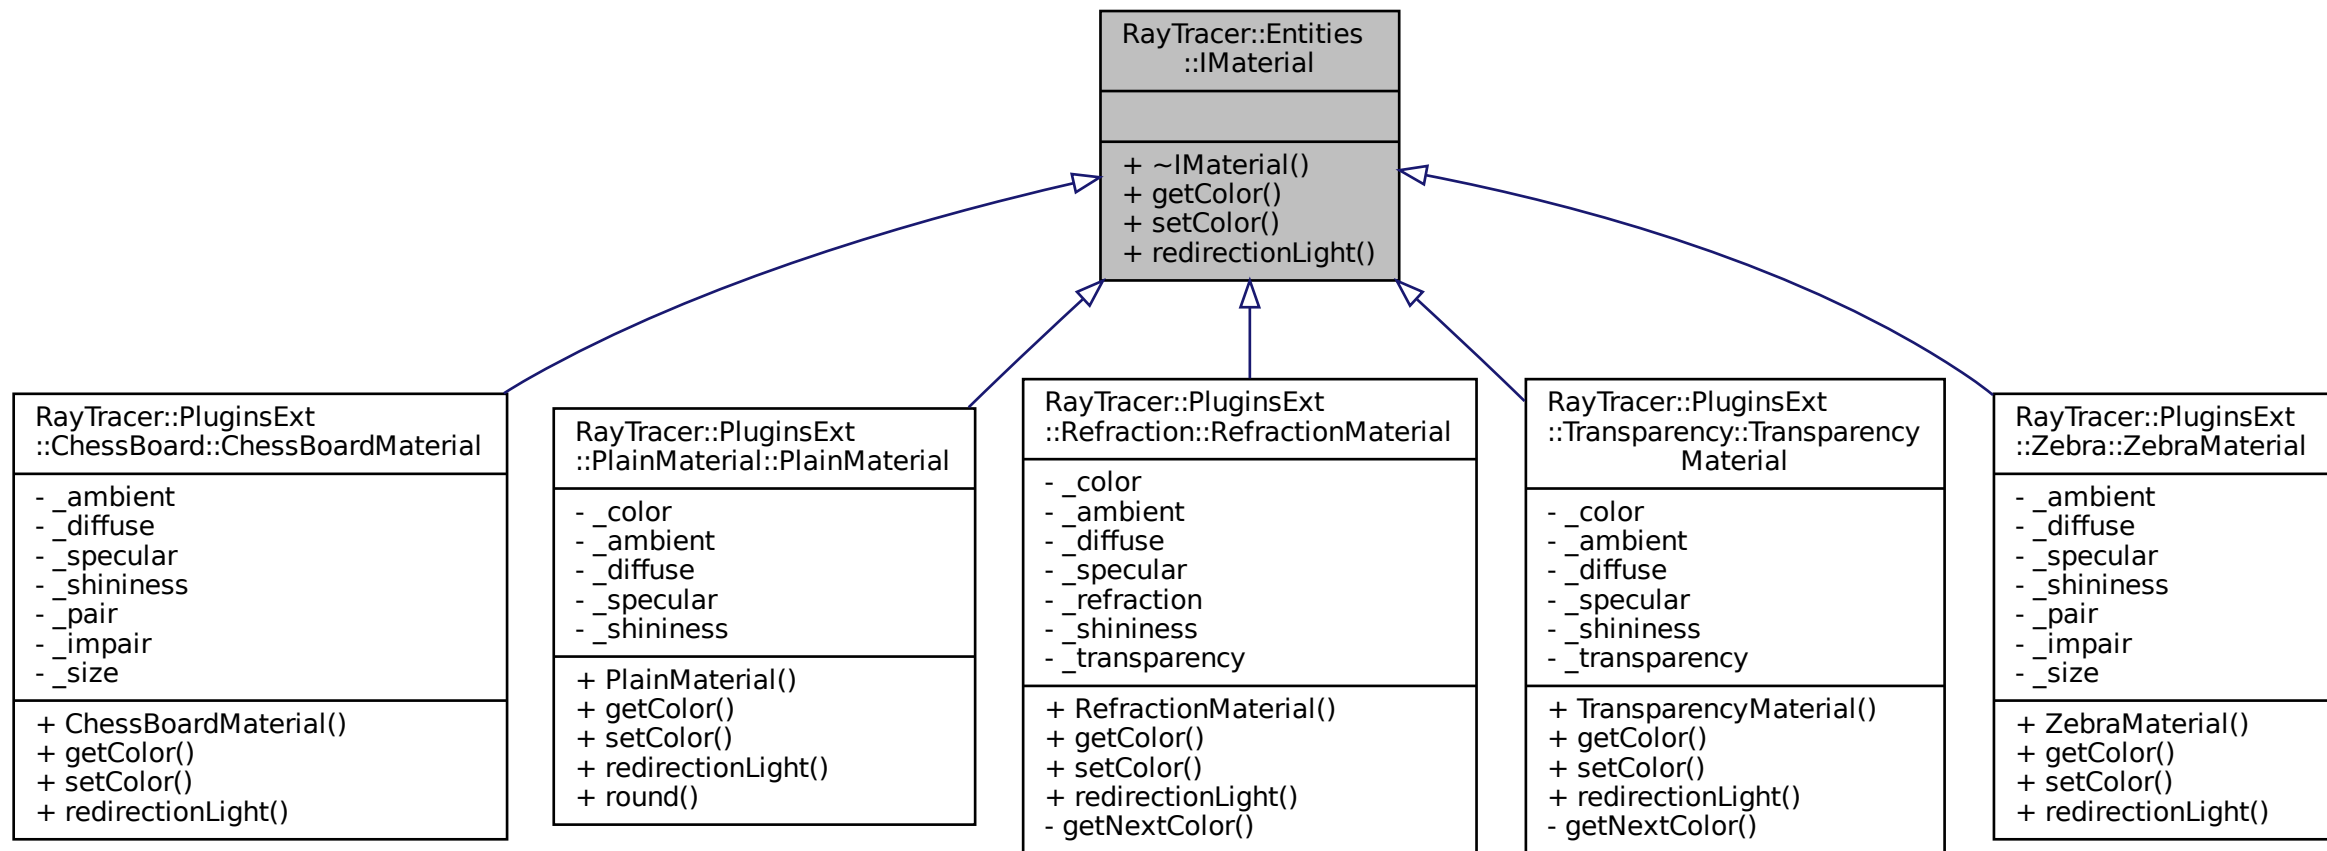 RayTracer::Entities
::IMaterial
+ ~IMaterial()
+ getColor()
+ setColor()
+ redirectionLight()
RayTracer::PluginsExt
::ChessBoard::ChessBoardMaterial
- _ambient
- _diffuse
- _specular
- _shininess
- _pair
- _impair
- _size
+ ChessBoardMaterial()
+ getColor()
+ setColor()
+ redirectionLight()
RayTracer::PluginsExt
::PlainMaterial::PlainMaterial
- _color
- _ambient
- _diffuse
- _specular
- _shininess
+ PlainMaterial()
+ getColor()
+ setColor()
+ redirectionLight()
+ round()
RayTracer::PluginsExt
::Refraction::RefractionMaterial
- _color
- _ambient
- _diffuse
- _specular
- _refraction
- _shininess
- _transparency
+ RefractionMaterial()
+ getColor()
+ setColor()
+ redirectionLight()
- getNextColor()
RayTracer::PluginsExt
::Transparency::Transparency
Material
- _color
- _ambient
- _diffuse
- _specular
- _shininess
- _transparency
+ TransparencyMaterial()
+ getColor()
+ setColor()
+ redirectionLight()
- getNextColor()
RayTracer::PluginsExt
::Zebra::ZebraMaterial
- _ambient
- _diffuse
- _specular
- _shininess
- _pair
- _impair
- _size
+ ZebraMaterial()
+ getColor()
+ setColor()
+ redirectionLight()